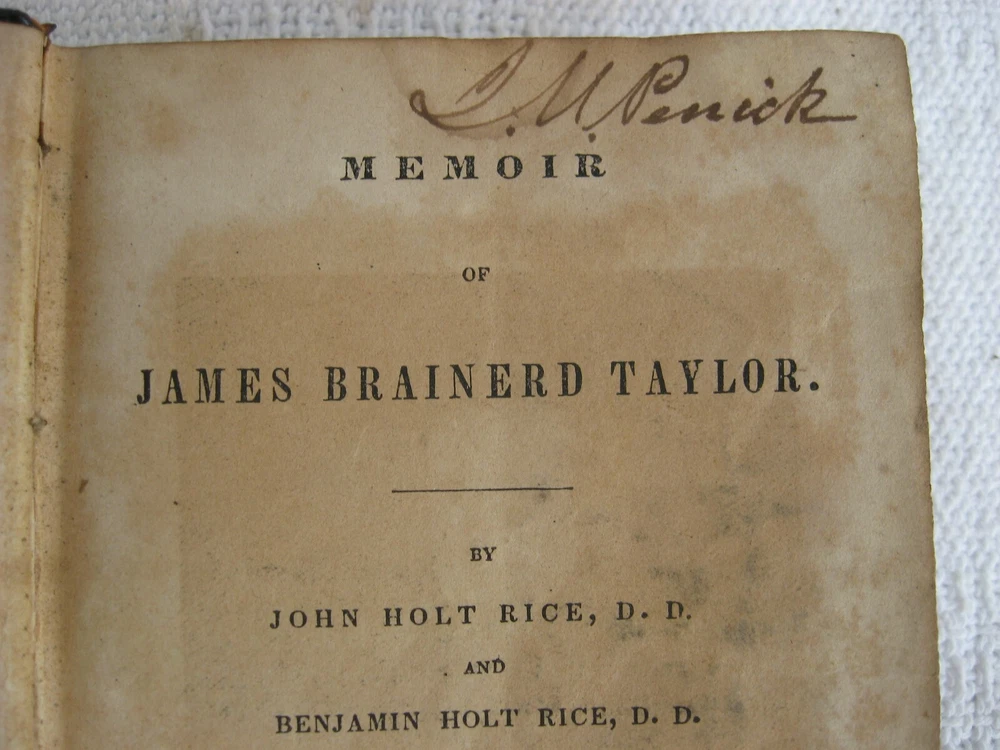 Penick
MEMOIR
OF
JAMES BRAINERD TAYLOR.
BY
JOHN HOLT RICE, D. D.
AND
BENJAMIN HOLT RICE, D. D.